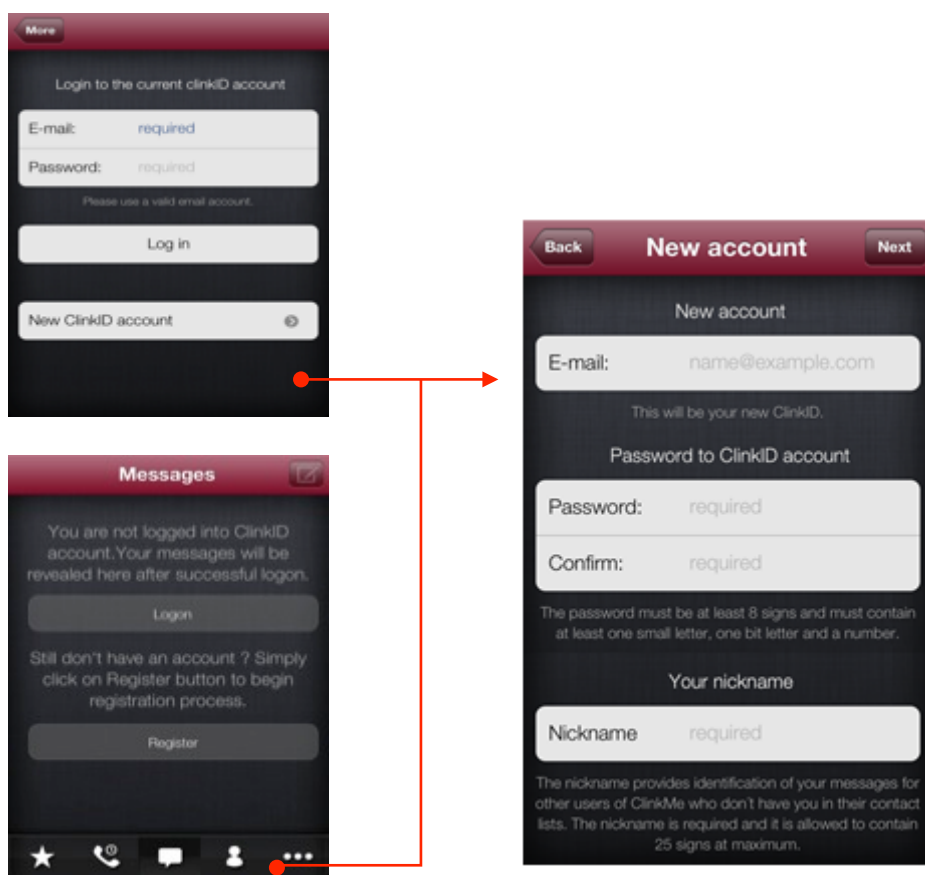 More
Login to the current clinkID account
E-mail: required
Password: required
Please use a valid email account.
Log in
New ClinkID account
Messages
You are not logged into ClinkID
account.Your messages will be
revealed here after successful logon.
Logon
Still don't have an account ? Simply
click on Register button to begin
registration process.
Register
Back New account Next
New account
E-mail: name@example.com
This will be your new ClinkID.
Password to ClinkID account
Password: required
Confirm: required
The password must be at least 8 signs and must contain
at least one small letter, one bit letter and a number.
Your nickname
Nickname required
The nickname provides identification of your messages for
other users of ClinkMe who don't have you in their contact
lists. The nickname is required and it is allowed to contain
25 signs at maximum.